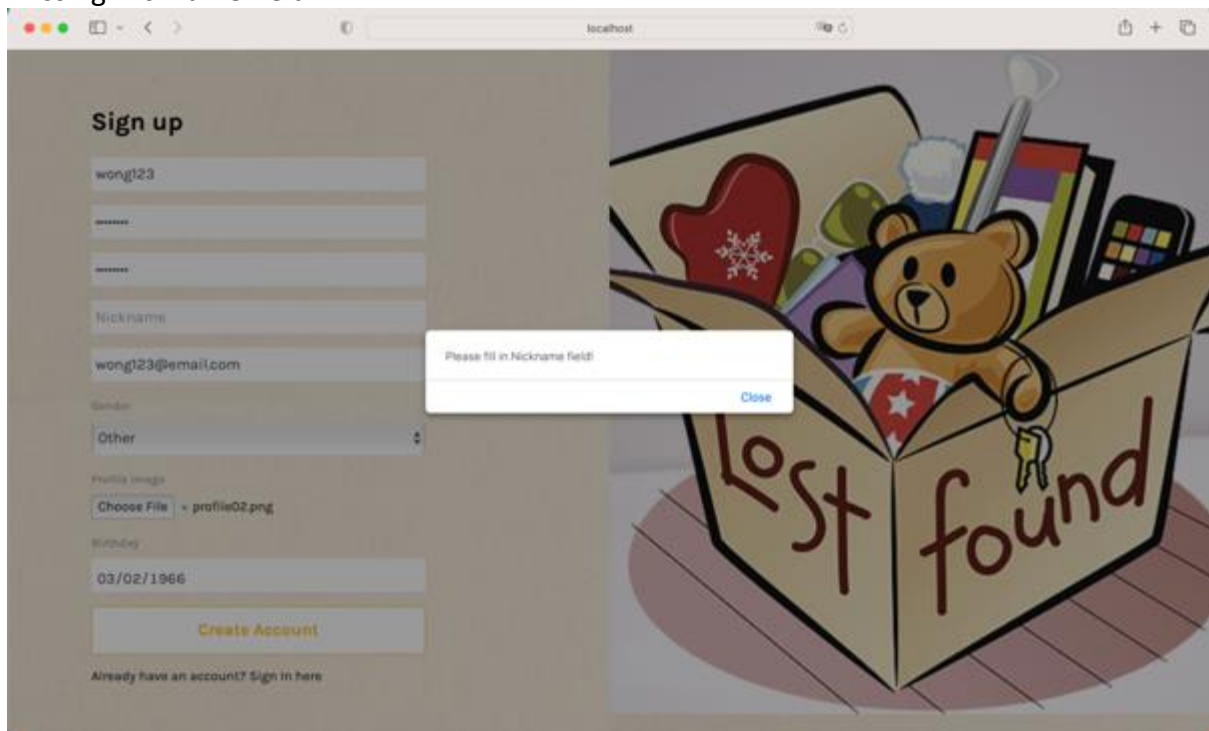 localhost
Sign up
wong123
••••••••
••••••••
Nickname
wong123@email.com
Gender
Other
Profile Image
Choose File profile02.png
Birthday
03/02/1966
Create Account
Already have an account? Sign In here
Please fill in Nickname field!
Close
Lost found